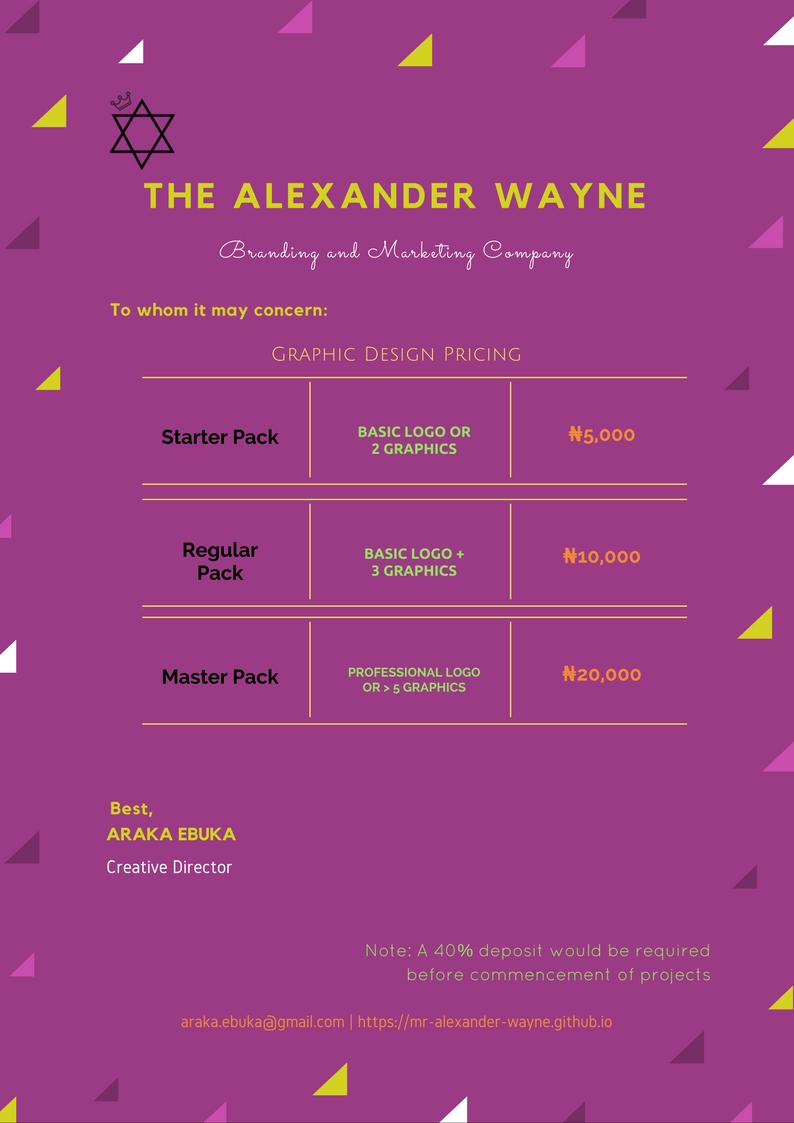 THE ALEXANDER WAYNE
Branding and Marketing Company
To whom it may concern:
Graphic Design Pricing
Starter Pack
BASIC LOGO OR
2 GRAPHICS
₦5,000
Regular
Pack
BASIC LOGO +
3 GRAPHICS
₦10,000
Master Pack
PROFESSIONAL LOGO
OR > 5 GRAPHICS
₦20,000
Best,
ARAKA EBUKA
Creative Director
Note: A 40% deposit would be required
before commencement of projects
araka.ebuka@gmail.com | https://mr-alexander-wayne.github.io